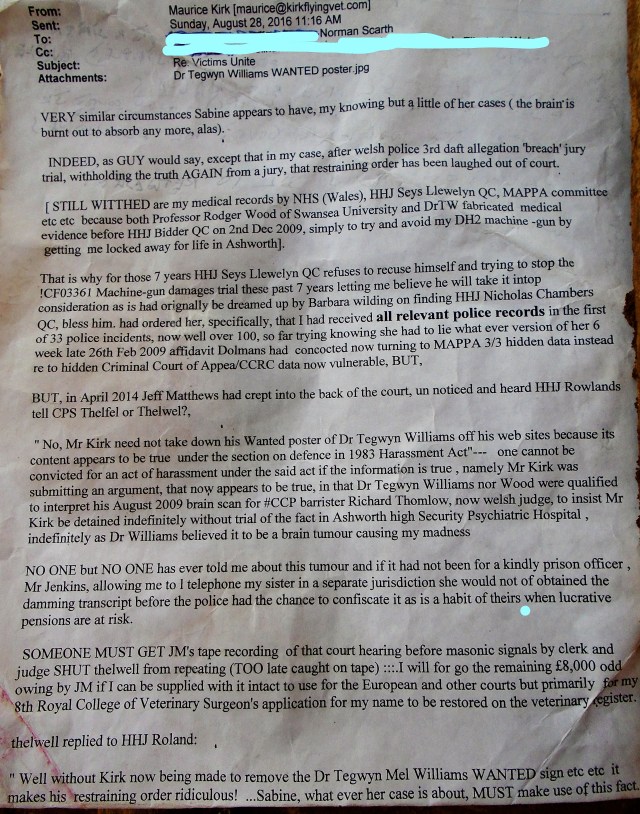 From: Maurice Kirk [maurice@kirkflyingvet.com]
Sent: Sunday, August 28, 2016 11:16 AM
To: Norman Scarth
Cc:
Subject: Re: Victims Unite
Attachments: Dr Tegwyn Williams WANTED poster.jpg
VERY similar circumstances Sabine appears to have, my knowing but a little of her cases ( the brain is
burnt out to absorb any more, alas).
INDEED, as GUY would say, except that in my case, after welsh police 3rd daft allegation 'breach' jury
trial, withholding the truth AGAIN from a jury, that restraining order has been laughed out of court.
[ STILL WITTHED are my medical records by NHS (Wales), HHJ Seys Llewelyn QC, MAPPA committee
etc etc because both Professor Rodger Wood of Swansea University and DrTW fabricated medical
evidence before HHJ Bidder QC on 2nd Dec 2009, simply to try and avoid my DH2 machine -gun by
getting me locked away for life in Ashworth].
That is why for those 7 years HHJ Seys Llewelyn QC refuses to recuse himself and trying to stop the
!CF03361 Machine-gun damages trial these past 7 years letting me believe he will take it intop
consideration as is had orignally be dreamed up by Barbara wilding on finding HHJ Nicholas Chambers
QC, bless him. had ordered her, specifically, that I had received all relevant police records in the first
of 33 police incidents, now well over 100, so far trying knowing she had to lie what ever version of her 6
week late 26th Feb 2009 affidavit Dolmans had concocted now turning to MAPPA 3/3 hidden data instead
re to hidden Criminal Court of Appea/CCRC data now vulnerable, BUT,
BUT, in April 2014 Jeff Matthews had crept into the back of the court, un noticed and heard HHJ Rowlands
tell CPS Thelfel or Thelwel?,
" No, Mr Kirk need not take down his Wanted poster of Dr Tegwyn Williams off his web sites because its
content appears to be true under the section on defence in 1983 Harassment Act"--- one cannot be
convicted for an act of harassment under the said act if the information is true , namely Mr Kirk was
submitting an argument, that now appears to be true, in that Dr Tegwyn Williams nor Wood were qualified
to interpret his August 2009 brain scan for #CCP barrister Richard Thomlow, now welsh judge, to insist Mr
Kirk be detained indefinitely without trial of the fact in Ashworth high Security Psychiatric Hospital ,
indefinitely as Dr Williams believed it to be a brain tumour causing my madness
NO ONE but NO ONE has ever told me about this tumour and if it had not been for a kindly prison officer ,
Mr Jenkins, allowing me to I telephone my sister in a separate jurisdiction she would not of obtained the
damming transcript before the police had the chance to confiscate it as is a habit of theirs when lucrative
pensions are at risk.
SOMEONE MUST GET JM's tape recording of that court hearing before masonic signals by clerk and
judge SHUT thelwell from repeating (TOO late caught on tape) :::.I will for go the remaining £8,000 odd
owing by JM if I can be supplied with it intact to use for the European and other courts but primarily for my
8th Royal College of Veterinary Surgeon's application for my name to be restored on the veterinary register.
thelwell replied to HHJ Roland:
" Well without Kirk now being made to remove the Dr Tegwyn Mel Williams WANTED sign etc etc it
makes his restraining order ridiculous! ...Sabine, what ever her case is about, MUST make use of this fact.